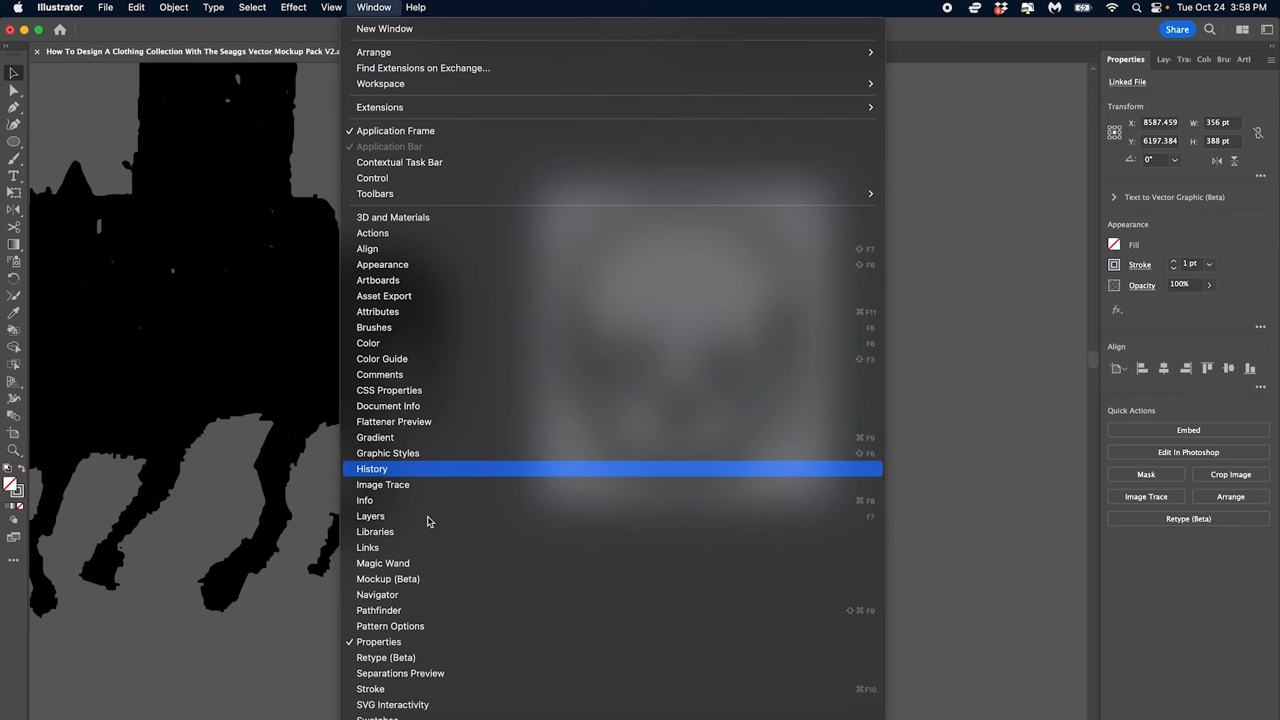 Illustrator File Edit Object Type Select Effect View Window Help Tue Oct 24 3:58 PM
Share
× How To Design A Clothing Collection With The Seaggs Vector Mockup Pack V2.a
New Window
Arrange
Find Extensions on Exchange...
Workspace
Extensions
✓ Application Frame
✓ Application Bar
Contextual Task Bar
Control
Toolbars
3D and Materials
Actions
Align ⇧ F7
Appearance ⇧ F6
Artboards
Asset Export
Attributes ⌘ F11
Brushes F5
Color F6
Color Guide ⇧ F3
Comments
CSS Properties
Document Info
Flattener Preview
Gradient ⌘ F9
Graphic Styles ⇧ F5
History
Image Trace
Info ⌘ F8
Layers F7
Libraries
Links
Magic Wand
Mockup (Beta)
Navigator
Pathfinder ⇧ ⌘ F9
Pattern Options
✓ Properties
Retype (Beta)
Separations Preview
Stroke ⌘F10
SVG Interactivity
Swatches
Properties Lay Tra Col Bru Artl
Linked File
Transform
X: 8587.459 W: 356 pt
Y: 6197.384 H: 388 pt
0°
Text to Vector Graphic (Beta)
Appearance
Fill
Stroke 1 pt
Opacity 100%
fx.
Align
Quick Actions
Embed
Edit In Photoshop
Mask Crop Image
Image Trace Arrange
Retype (Beta)